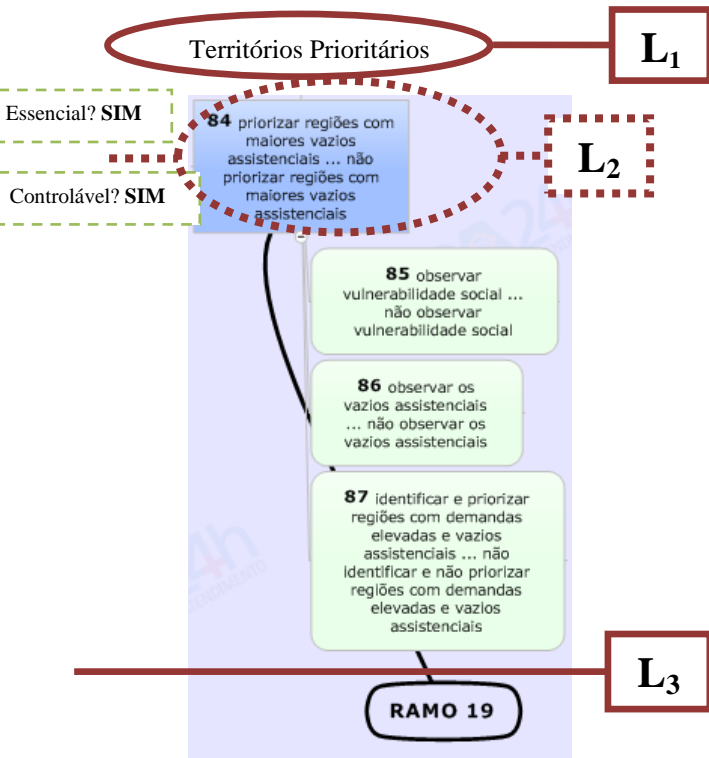 Territórios Prioritários
L₁
Essencial? SIM
84 priorizar regiões com
maiores vazios
assistenciais ... não
priorizar regiões com
maiores vazios
assistenciais
L₂
Controlável? SIM
85 observar
vulnerabilidade social ...
não observar
vulnerabilidade social
86 observar os
vazios assistenciais
... não observar os
vazios assistenciais
87 identificar e priorizar
regiões com demandas
elevadas e vazios
assistenciais ... não
identificar e não priorizar
regiões com demandas
elevadas e vazios
assistenciais
L₃
RAMO 19